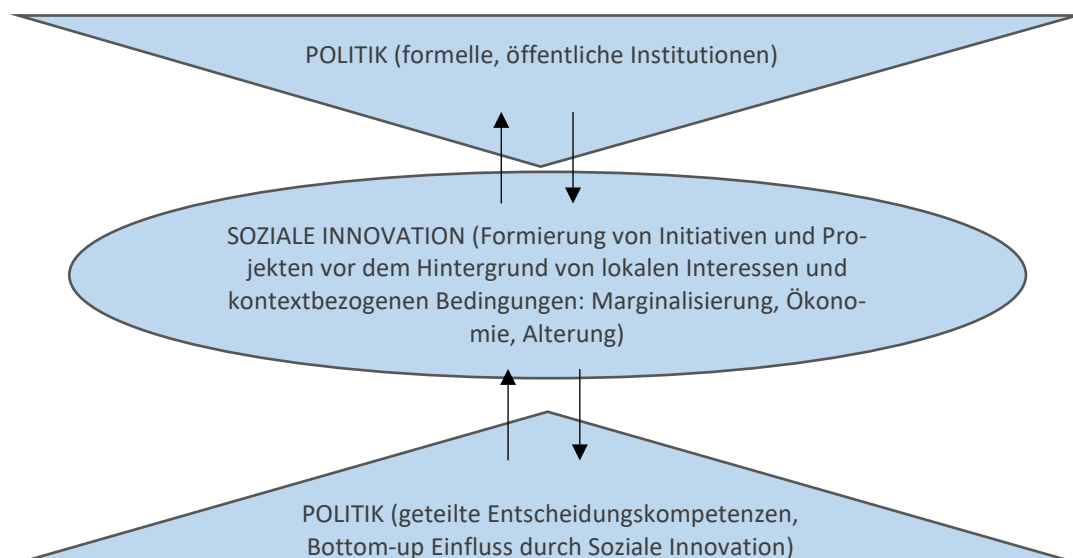 POLITIK (formelle, öffentliche Institutionen)
SOZIALE INNOVATION (Formierung von Initiativen und Pro-
jekten vor dem Hintergrund von lokalen Interessen und
kontextbezogenen Bedingungen: Marginalisierung, Ökono-
mie, Alterung)
POLITIK (geteilte Entscheidungskompetenzen,
Bottom-up Einfluss durch Soziale Innovation)